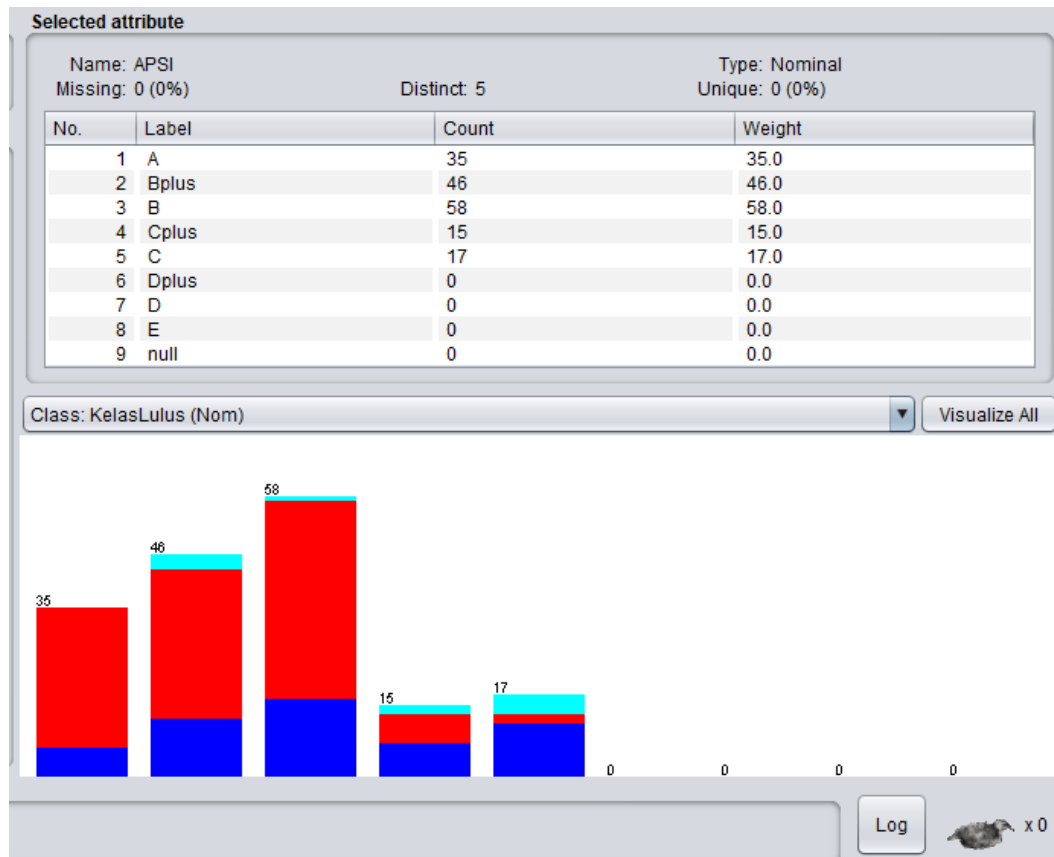 Selected attribute
Name: APSI Type: Nominal
Missing: 0 (0%) Distinct: 5 Unique: 0 (0%)
No. Label Count Weight
1 A 35 35.0
2 Bplus 46 46.0
3 B 58 58.0
4 Cplus 15 15.0
5 C 17 17.0
6 Dplus 0 0.0
7 D 0 0.0
8 E 0 0.0
9 null 0 0.0
Class: KelasLulus (Nom) Visualize All
58
46
35
17
15
0 0 0 0
Log x 0